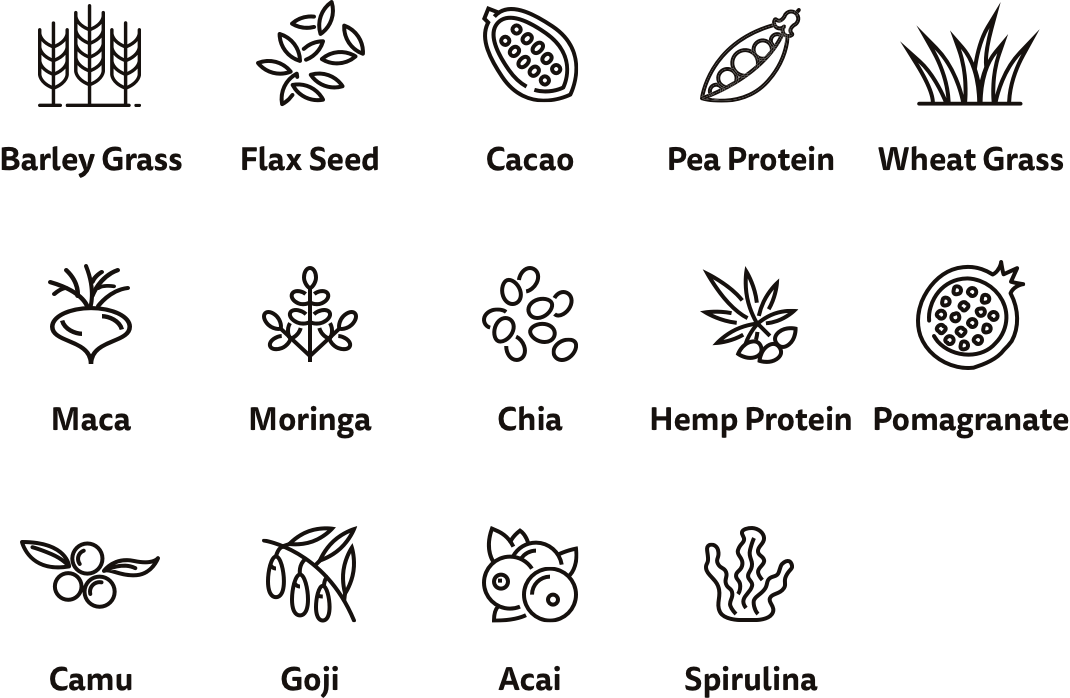 Barley Grass Flax Seed Cacao Pea Protein Wheat Grass
Maca Moringa Chia Hemp Protein Pomagranate
Camu Goji Acai Spirulina